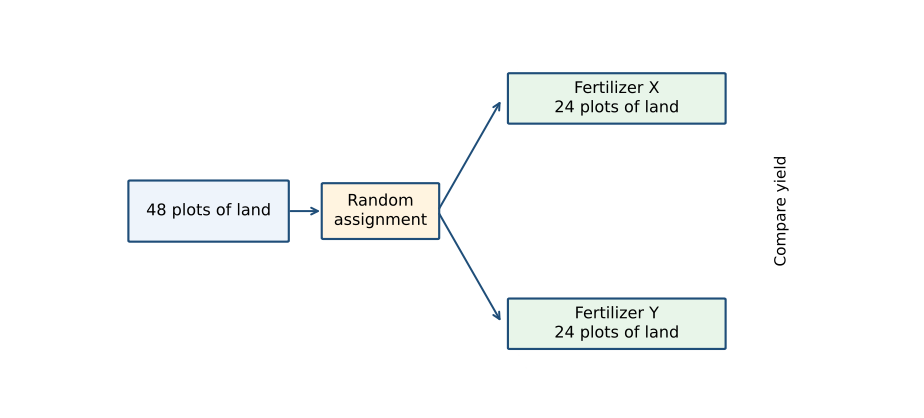 48 plots of land
Random
assignment
Fertilizer X
24 plots of land
Fertilizer Y
24 plots of land
Compare yield